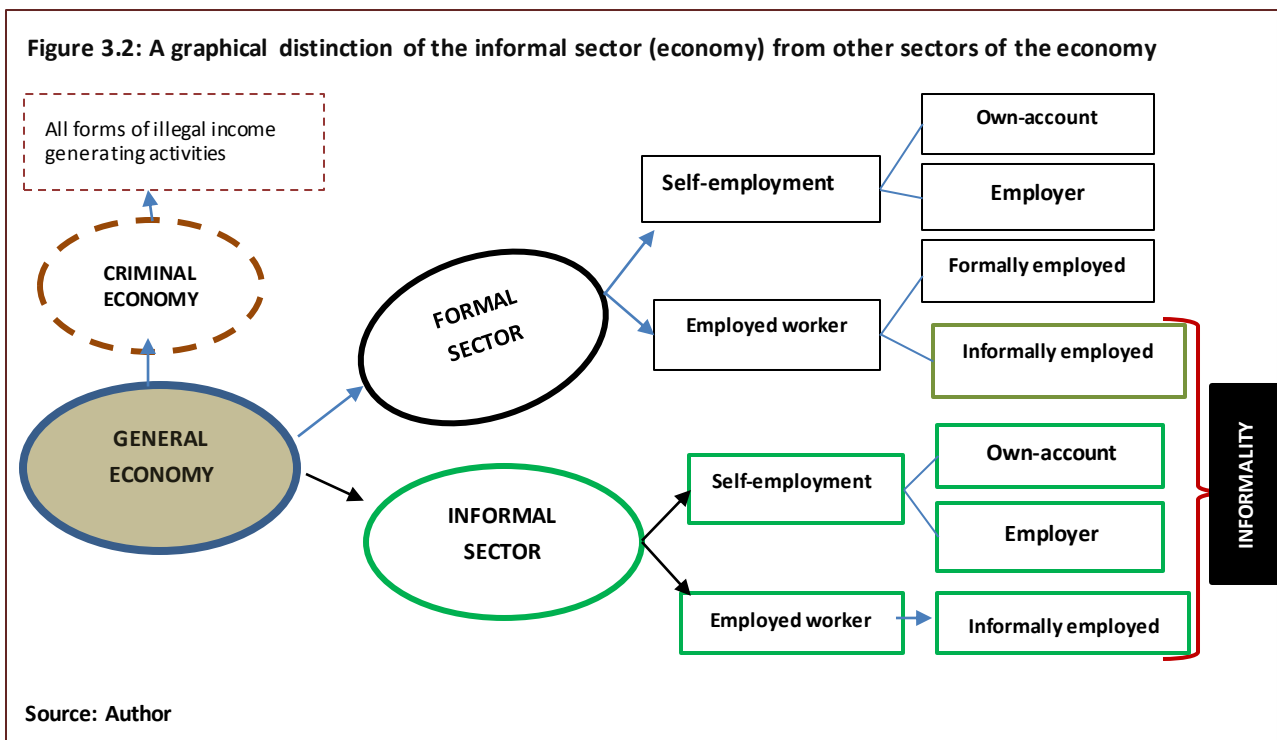 Figure 3.2: A graphical distinction of the informal sector (economy) from other sectors of the economy
All forms of illegal income
generating activities
CRIMINAL
ECONOMY
GENERAL
ECONOMY
FORMAL
SECTOR
Self-employment
Own-account
Employer
Employed worker
Formally employed
Informally employed
INFORMAL
SECTOR
Self-employment
Own-account
Employer
Employed worker
Informally employed
INFORMALITY
Source: Author